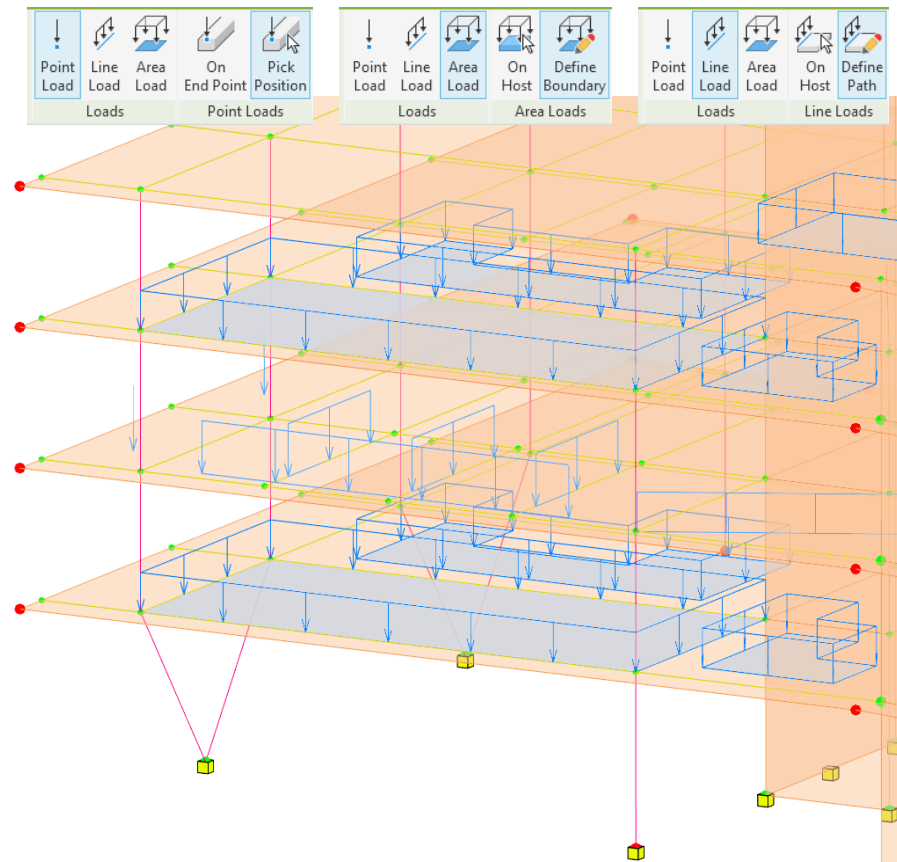 Point Load
Line Load
Area Load
On End Point
Pick Position
Loads
Point Loads
Point Load
Line Load
Area Load
On Host
Define Boundary
Loads
Area Loads
Point Load
Line Load
Area Load
On Host
Define Path
Loads
Line Loads